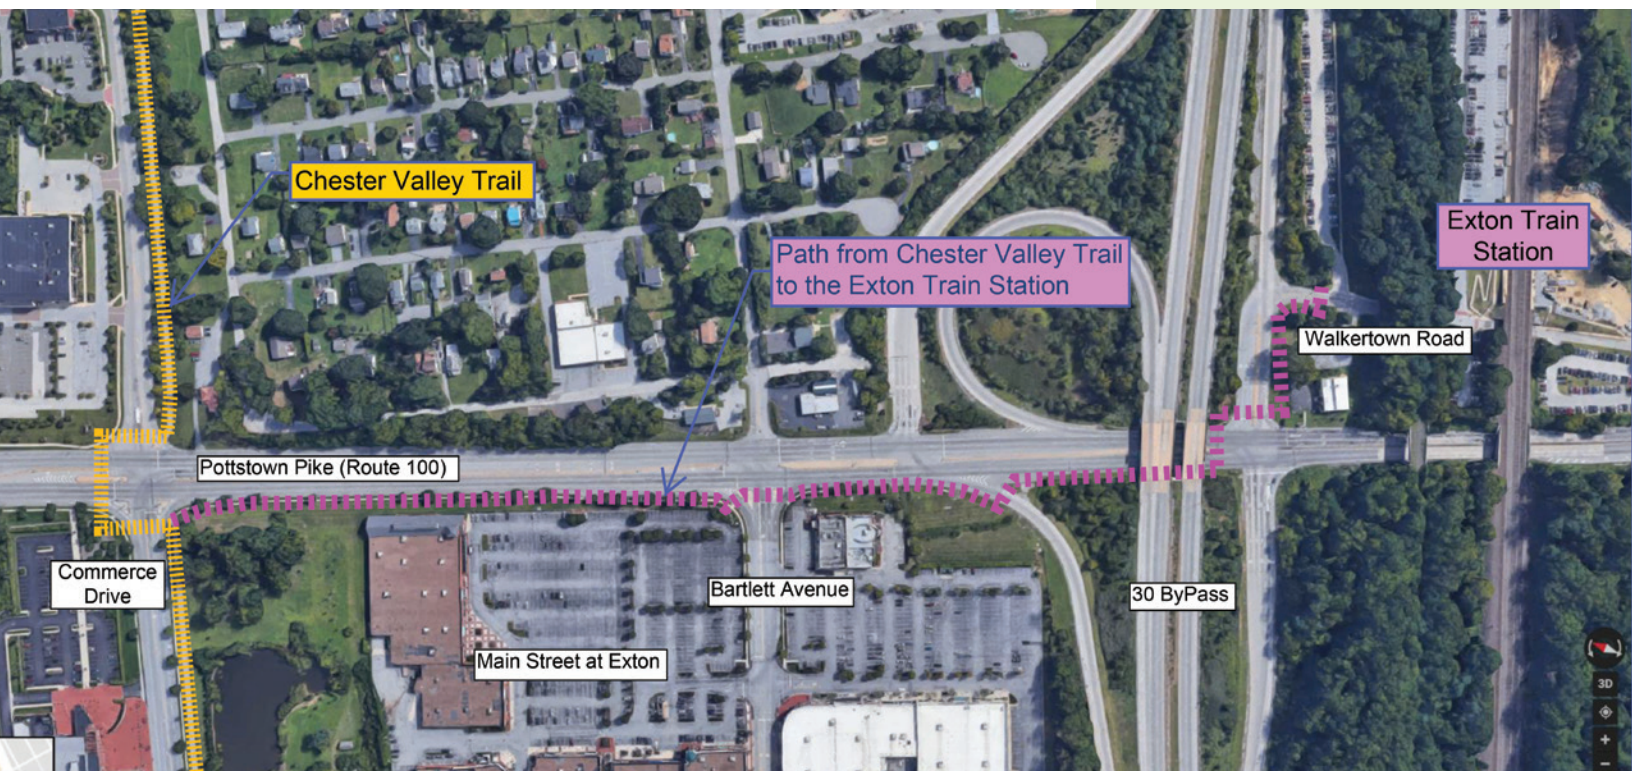 Chester Valley Trail
Exton Train
Station
Path from Chester Valley Trail
to the Exton Train Station
Walkertown Road
Pottstown Pike (Route 100)
Commerce
Drive
Bartlett Avenue
30 ByPass
Main Street at Exton
3D
+
−